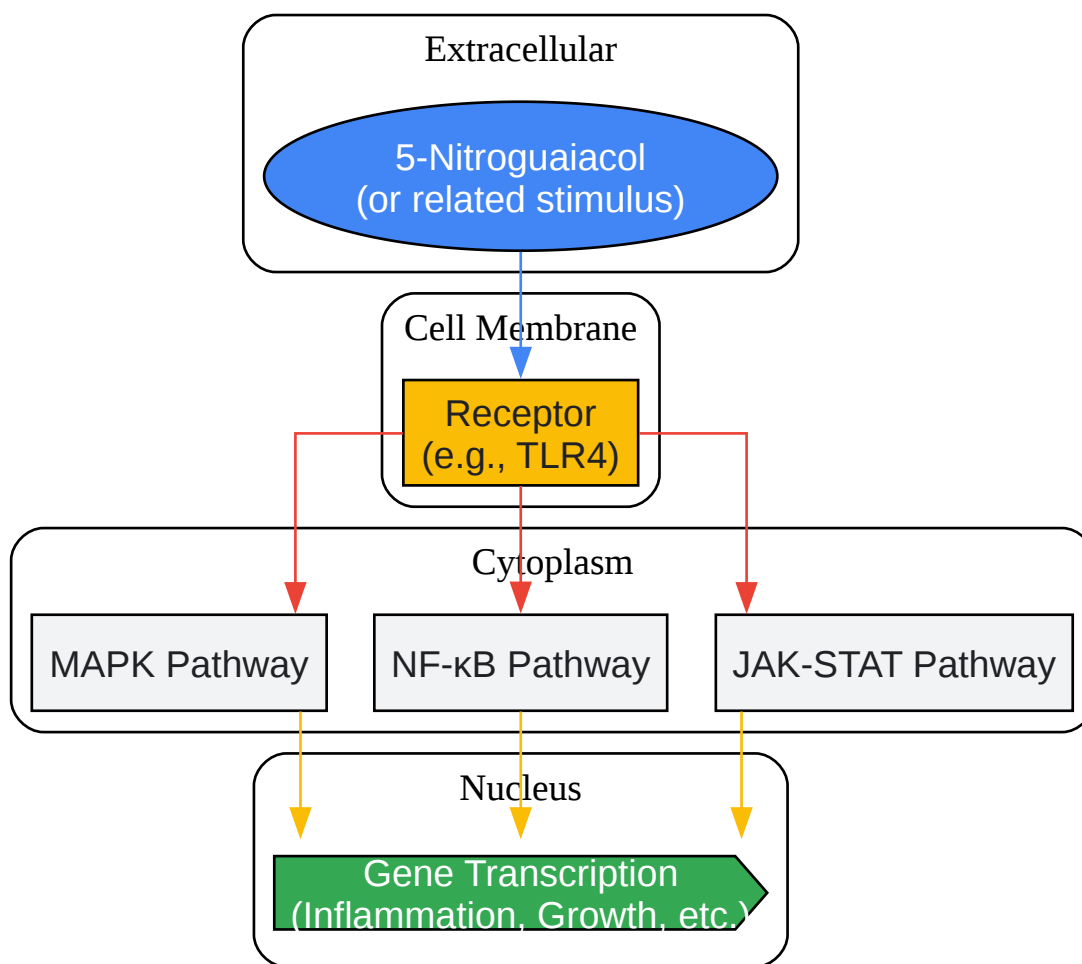 Extracellular
5-Nitroguaiacol
(or related stimulus)
Cell Membrane
Receptor
(e.g., TLR4)
Cytoplasm
MAPK Pathway
NF-κB Pathway
JAK-STAT Pathway
Nucleus
Gene Transcription
(Inflammation, Growth, etc.)